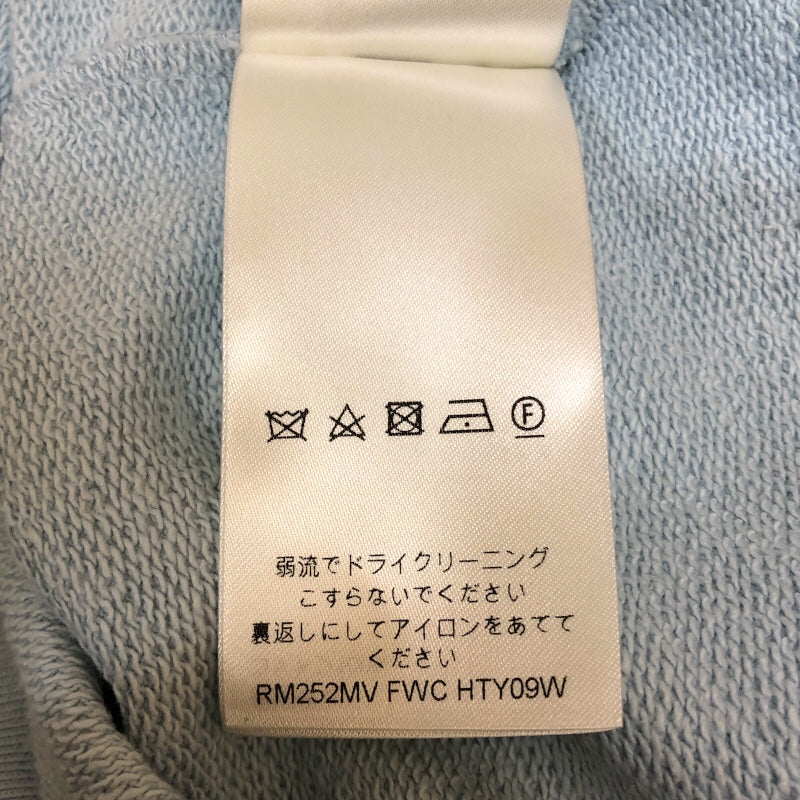 F
弱流でドライクリーニング
こすらないでください
裏返しにしてアイロンをあてて
ください
RM252MV FWC HTY09W